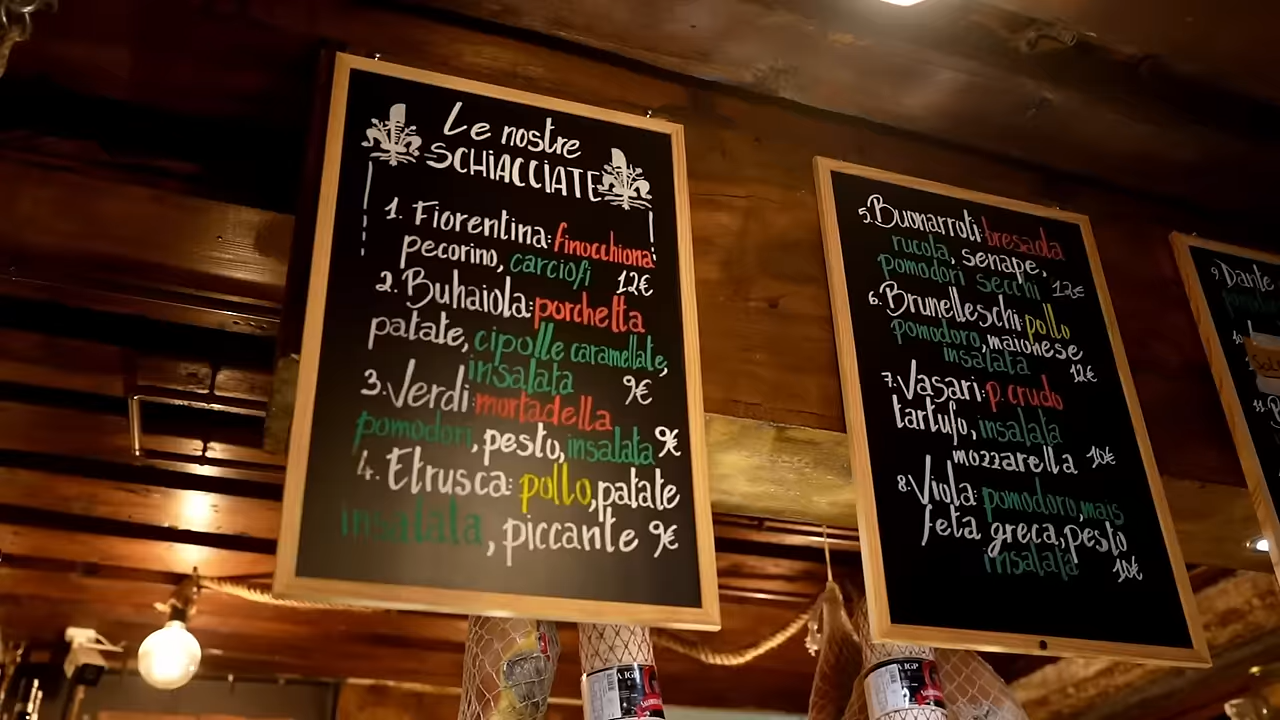 Le nostre
SCHIACCIATE
1. Fiorentina: finocchiona
pecorino, carciofi 12€
2. Buhaiola: porchetta
patate, cipolle caramellate,
insalata 9€
3. Verdi: mortadella
pomodori, pesto, insalata 9€
4. Etrusca: pollo, patate
insalata, piccante 9€
5. Buonarroti: bresaola
rucola, senape,
pomodori secchi 12€
6. Brunelleschi: pollo
pomodoro, maionese
insalata 12€
7. Vasari: p. crudo
tartufo, insalata
mozzarella 10€
8. Viola: pomodoro, mais
feta greca, pesto
insalata 10€
9. Dante
10
11.
A IGP